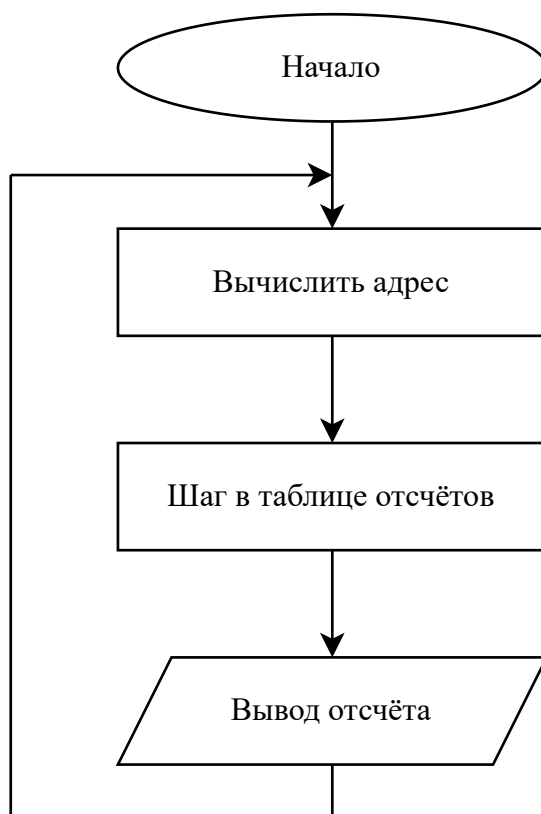 Начало
Вычислить адрес
Шаг в таблице отсчётов
Вывод отсчёта